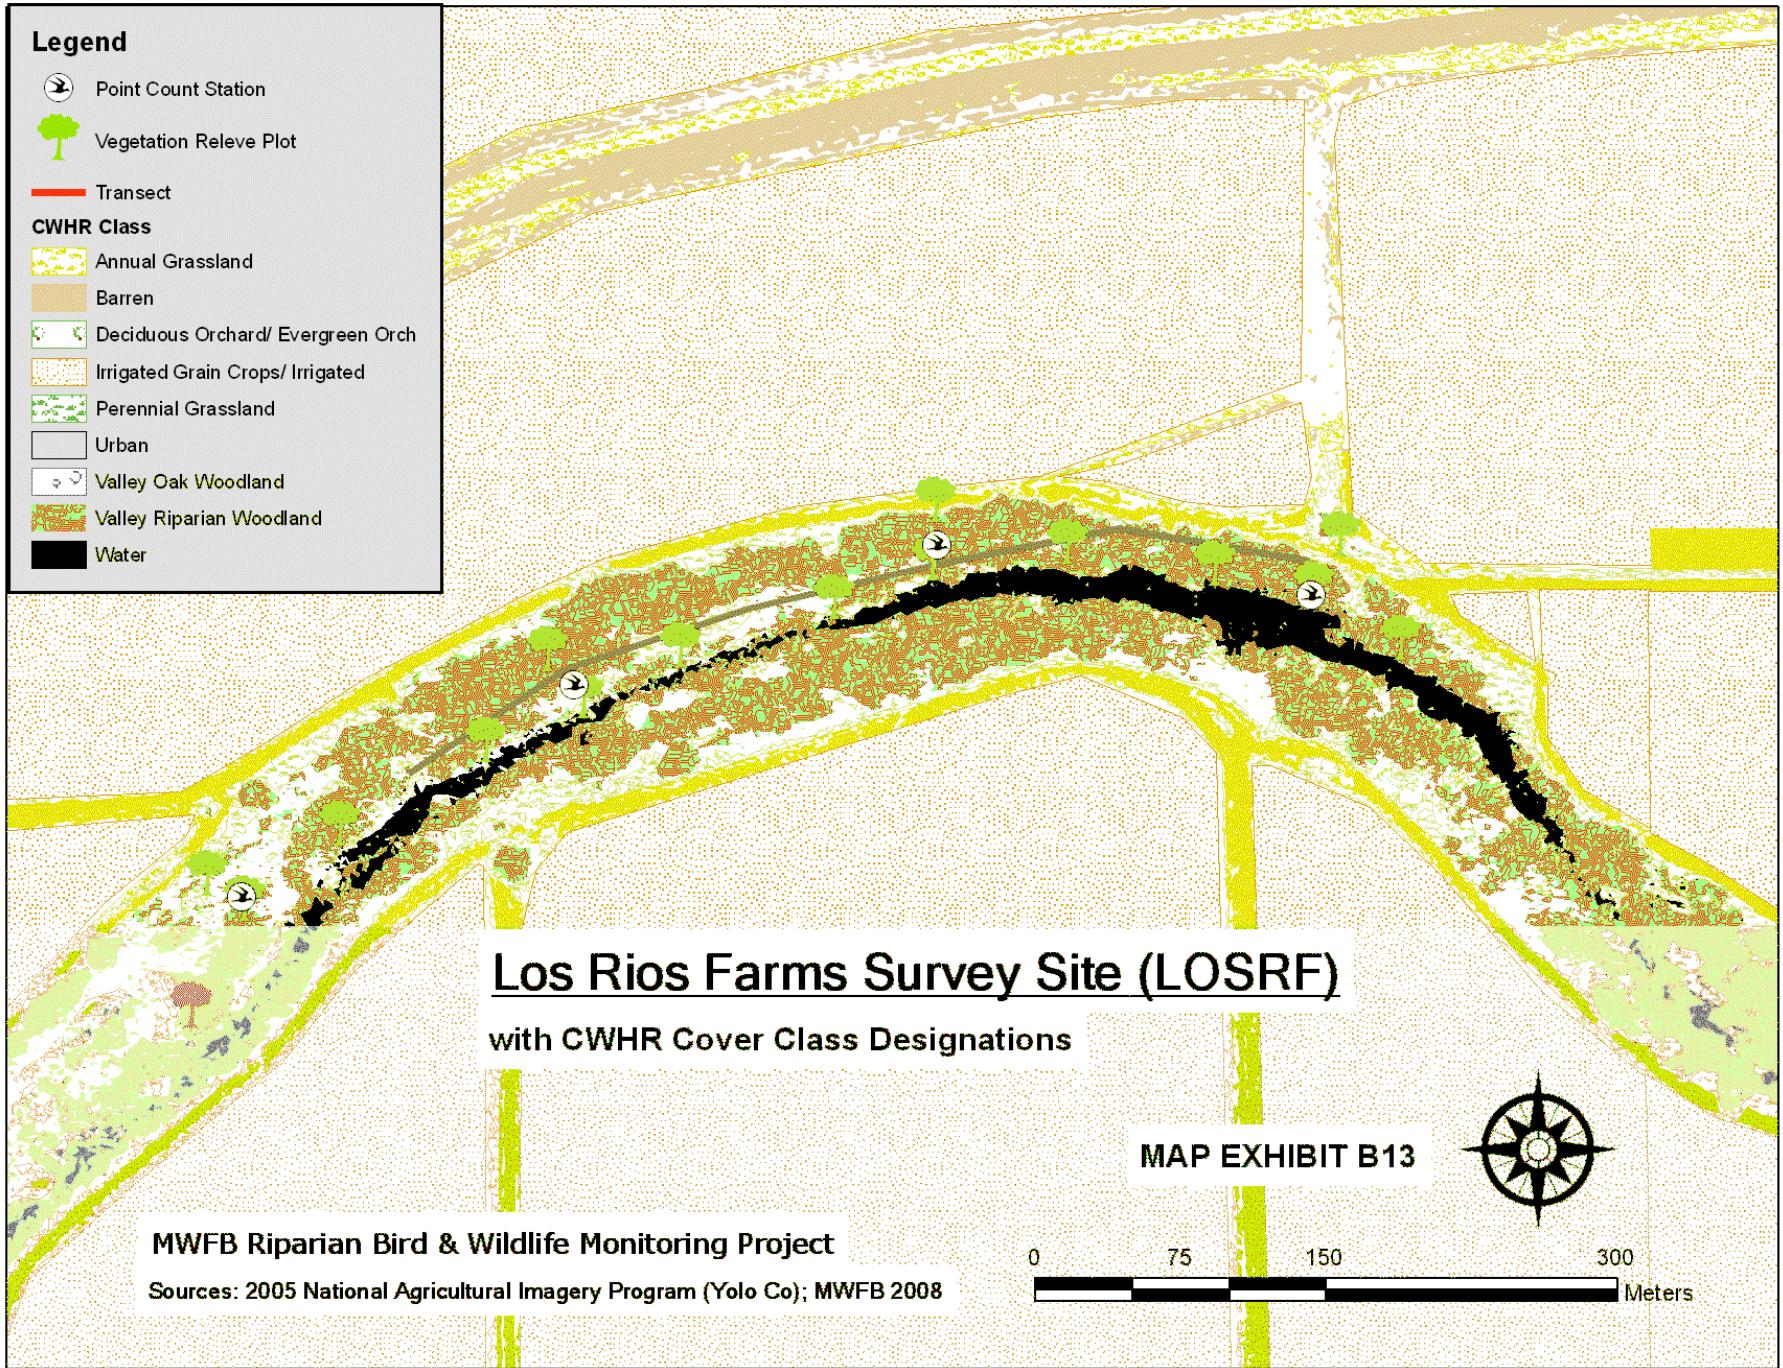 Legend
Point Count Station
Vegetation Releve Plot
Transect
CWHR Class
Annual Grassland
Barren
Deciduous Orchard/ Evergreen Orch
Irrigated Grain Crops/ Irrigated
Perennial Grassland
Urban
Valley Oak Woodland
Valley Riparian Woodland
Water
Los Rios Farms Survey Site (LOSRF)
with CWHR Cover Class Designations
MAP EXHIBIT B13
MWFB Riparian Bird & Wildlife Monitoring Project
Sources: 2005 National Agricultural Imagery Program (Yolo Co); MWFB 2008
0 75 150 300
Meters